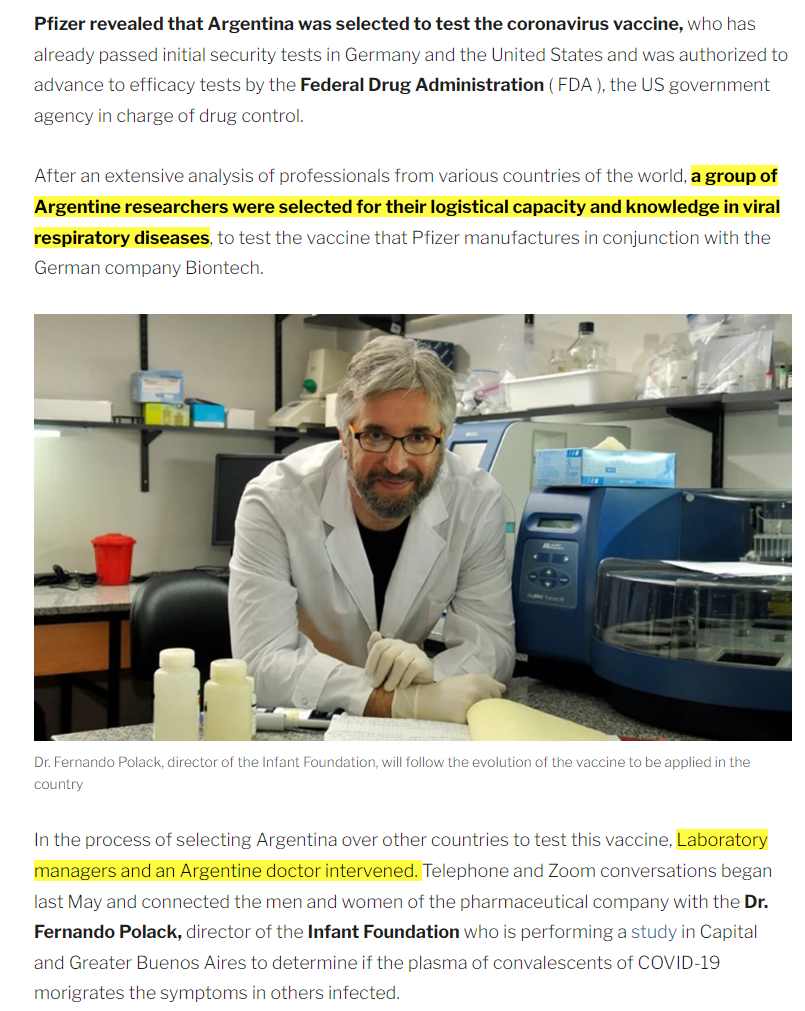 Pfizer revealed that Argentina was selected to test the coronavirus vaccine, who has
already passed initial security tests in Germany and the United States and was authorized to
advance to efficacy tests by the Federal Drug Administration ( FDA ), the US government
agency in charge of drug control.
After an extensive analysis of professionals from various countries of the world, a group of
Argentine researchers were selected for their logistical capacity and knowledge in viral
respiratory diseases, to test the vaccine that Pfizer manufactures in conjunction with the
German company Biontech.
Dr. Fernando Polack, director of the Infant Foundation, will follow the evolution of the vaccine to be applied in the
country
In the process of selecting Argentina over other countries to test this vaccine, Laboratory
managers and an Argentine doctor intervened. Telephone and Zoom conversations began
last May and connected the men and women of the pharmaceutical company with the Dr.
Fernando Polack, director of the Infant Foundation who is performing a study in Capital
and Greater Buenos Aires to determine if the plasma of convalescents of COVID-19
morigrates the symptoms in others infected.